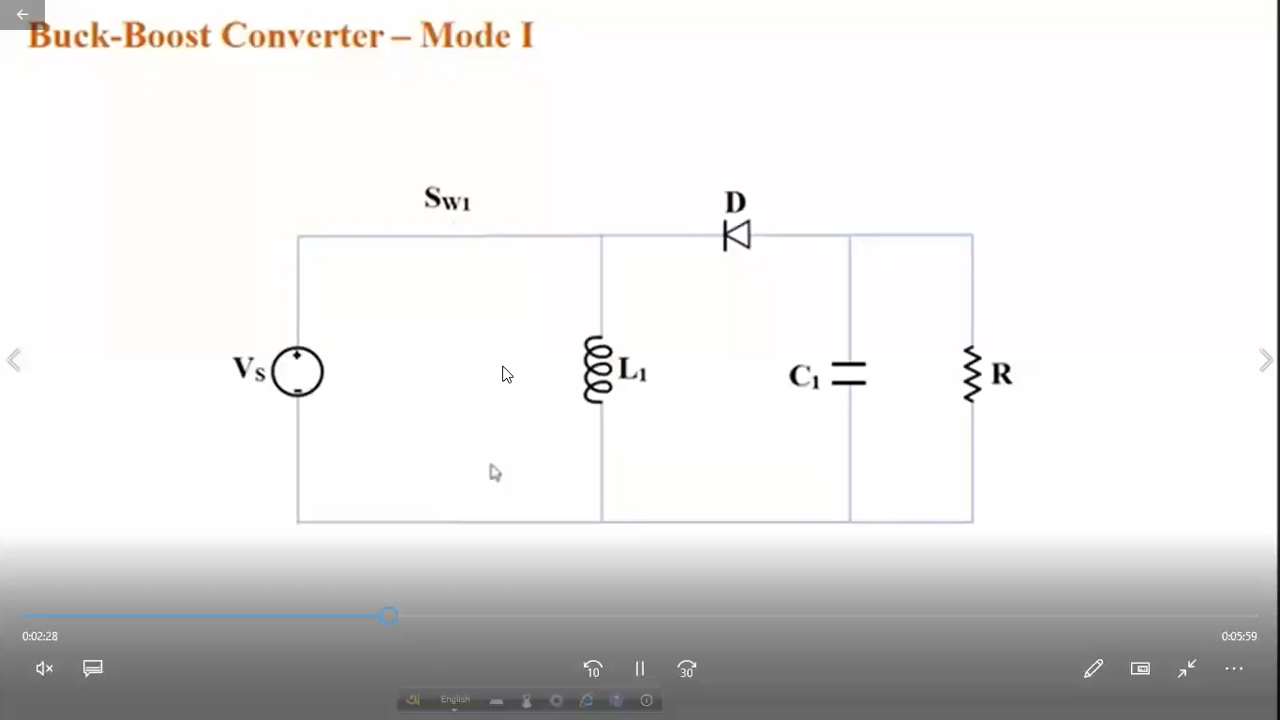 Buck-Boost Converter – Mode I
SW1
D
VS
L1
C1
R
0:02:28
0:05:59
10
30
English